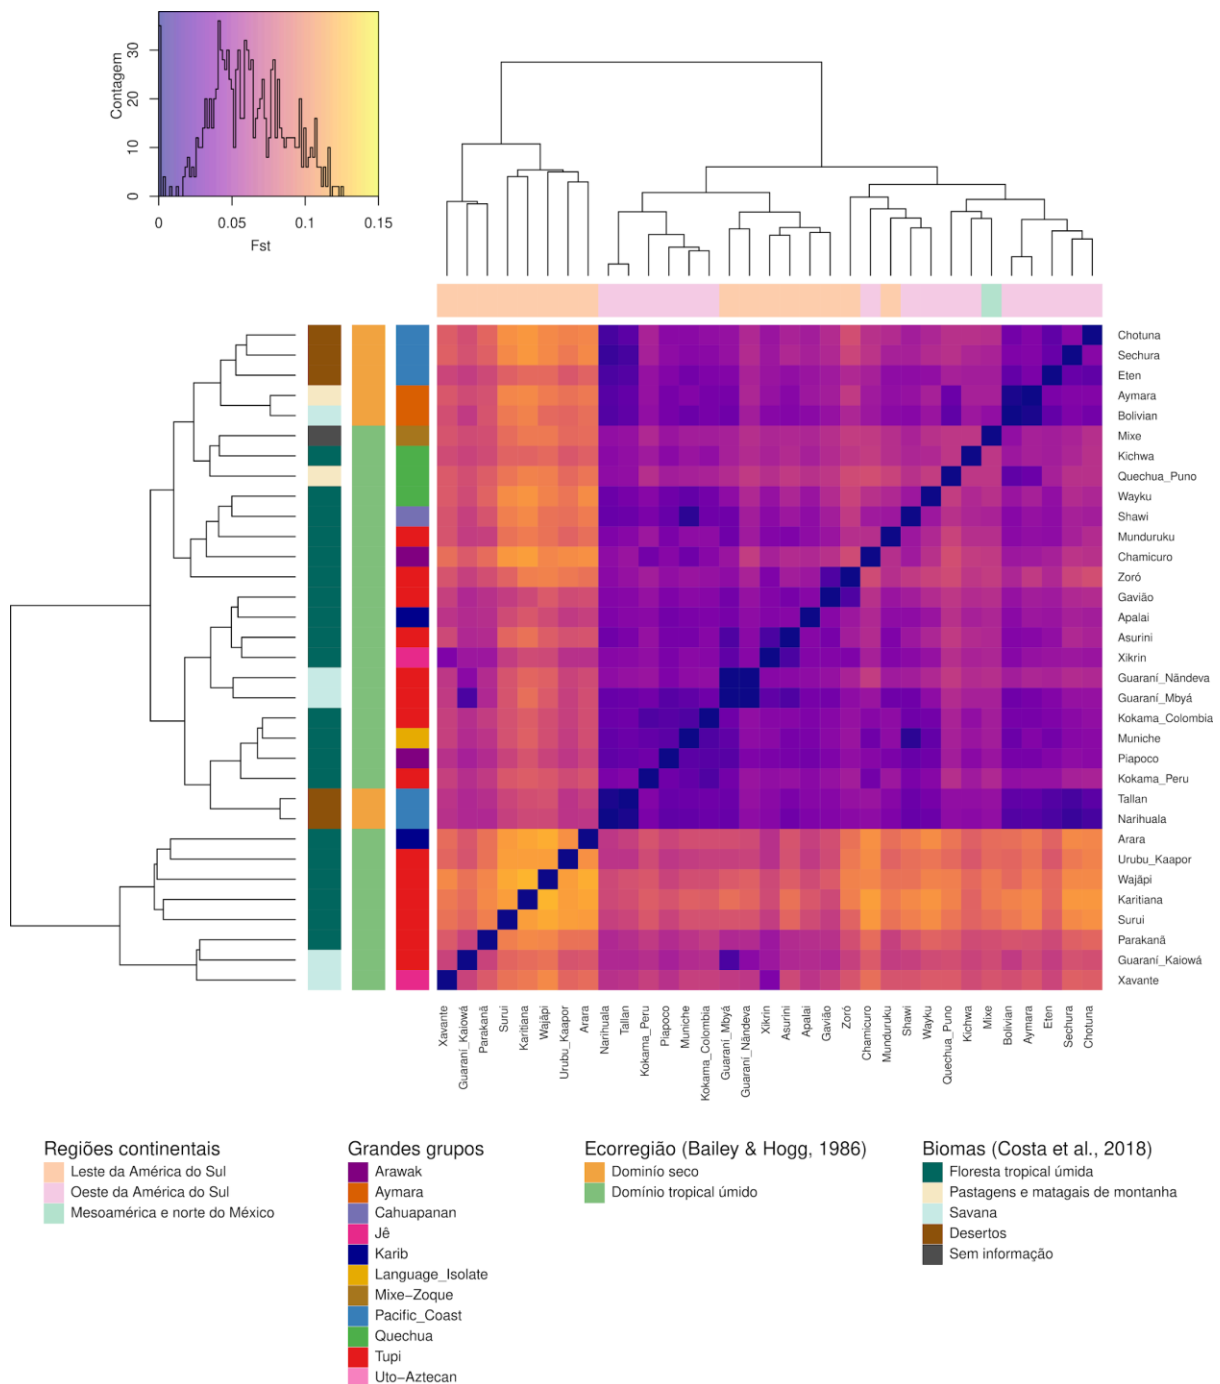 Contagem
30
20
10
0
0
0.05
0.1
0.15
Fst
Chotuna
Sechura
Eten
Aymara
Bolivian
Mixe
Kichwa
Quechua_Puno
Wayku
Shawi
Munduruku
Chamicuro
Zoró
Gavião
Apalai
Asurini
Xikrin
Guaraní_Nãndeva
Guaraní_Mbyá
Kokama_Colombia
Muniche
Piapoco
Kokama_Peru
Tallan
Narihuala
Arara
Urubu_Kaapor
Wajãpi
Karitiana
Surui
Parakanã
Guaraní_Kaiowá
Xavante
Xavante
Guaraní_Kaiowá
Parakanã
Surui
Karitiana
Wajãpi
Urubu_Kaapor
Arara
Narihuala
Tallan
Kokama_Peru
Piapoco
Muniche
Kokama_Colombia
Guaraní_Mbyá
Guaraní_Nãndeva
Xikrin
Asurini
Apalai
Gavião
Zoró
Chamicuro
Munduruku
Shawi
Wayku
Quechua_Puno
Kichwa
Mixe
Bolivian
Aymara
Eten
Sechura
Chotuna
Regiões continentais
Leste da América do Sul
Oeste da América do Sul
Mesoamérica e norte do México
Grandes grupos
Arawak
Aymara
Cahuapanan
Jê
Karib
Language_Isolate
Mixe−Zoque
Pacific_Coast
Quechua
Tupi
Uto−Aztecan
Ecorregião (Bailey & Hogg, 1986)
Domínío seco
Domínio tropical úmido
Biomas (Costa et al., 2018)
Floresta tropical úmida
Pastagens e matagais de montanha
Savana
Desertos
Sem informação